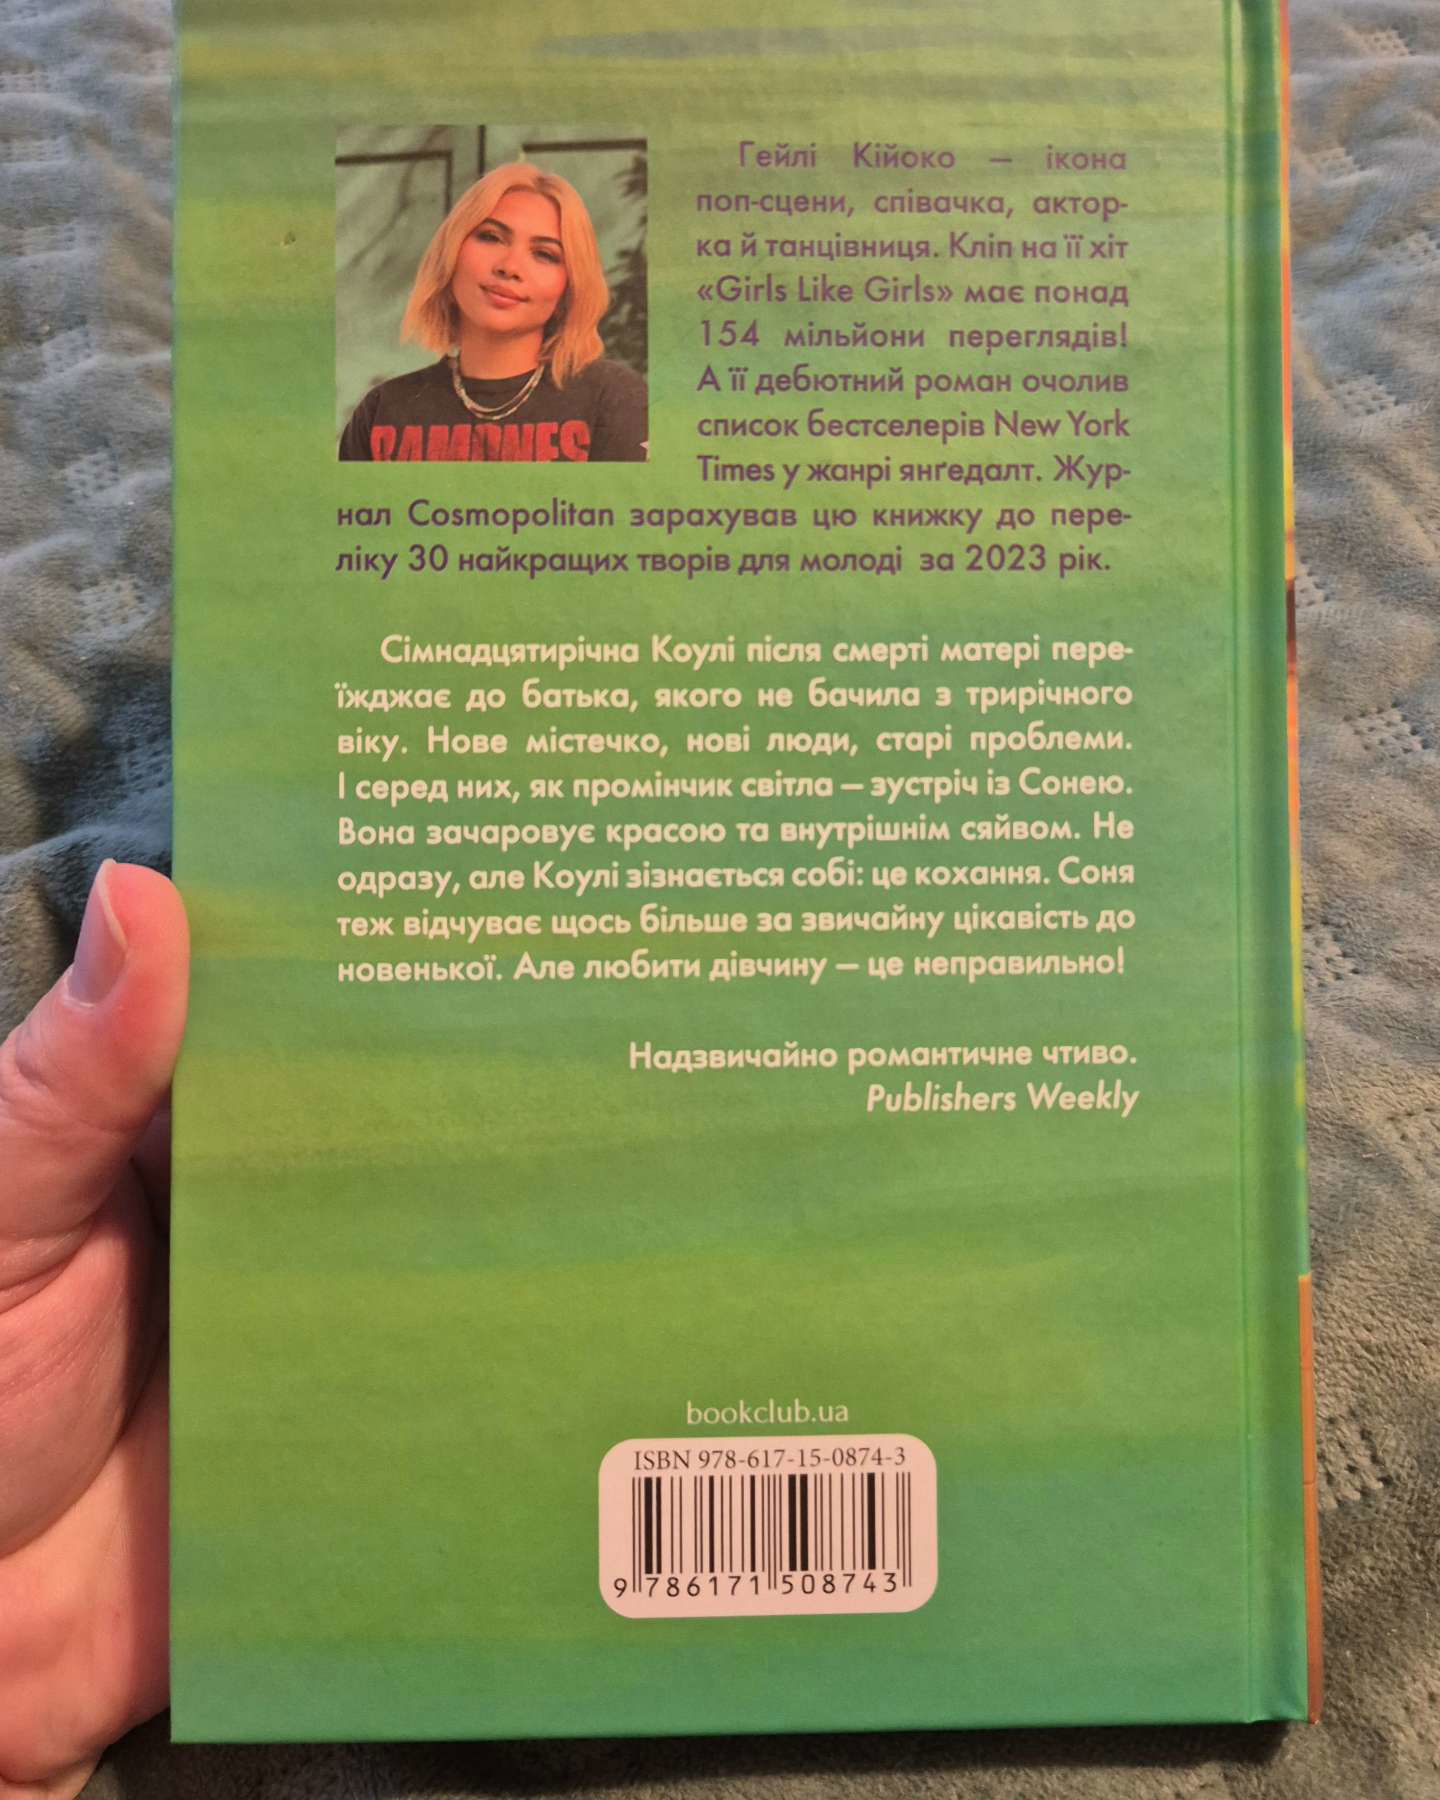 Гейлі Кійоко — ікона
поп-сцени, співачка, актор-
ка й танцівниця. Кліп на її хіт
«Girls Like Girls» має понад
154 мільйони переглядів!
А її дебютний роман очолив
список бестселерів New York
Times у жанрі янґедалт. Жур-
нал Cosmopolitan зарахував цю книжку до пере-
ліку 30 найкращих творів для молоді за 2023 рік.
RAMONES
Сімнадцятирічна Коулі після смерті матері пере-
їжджає до батька, якого не бачила з трирічного
віку. Нове містечко, нові люди, старі проблеми.
І серед них, як промінчик світла — зустріч із Сонею.
Вона зачаровує красою та внутрішнім сяйвом. Не
одразу, але Коулі зізнається собі: це кохання. Соня
теж відчуває щось більше за звичайну цікавість до
новенької. Але любити дівчину — це неправильно!
Надзвичайно романтичне чтиво.
Publishers Weekly
bookclub.ua
ISBN 978-617-15-0874-3
9 786171 508743